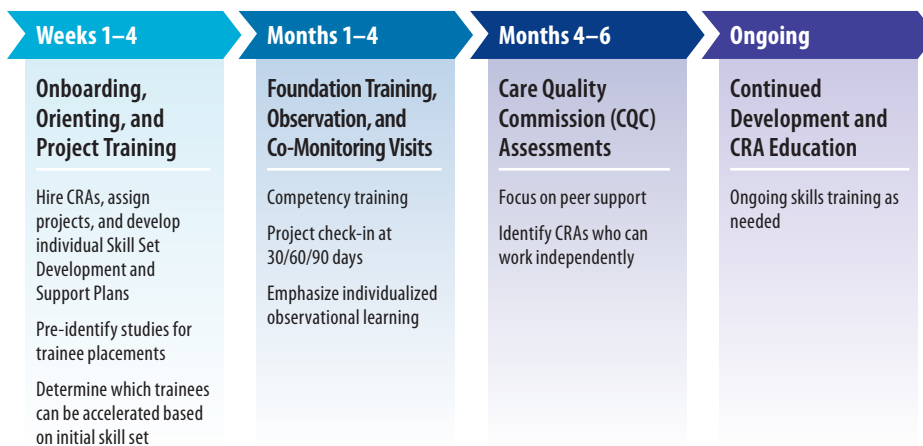 Weeks 1–4
Onboarding,
Orienting, and
Project Training
Hire CRAs, assign
projects, and develop
individual Skill Set
Development and
Support Plans
Pre-identify studies for
trainee placements
Determine which trainees
can be accelerated based
on initial skill set
Months 1–4
Foundation Training,
Observation, and
Co-Monitoring Visits
Competency training
Project check-in at
30/60/90 days
Emphasize individualized
observational learning
Months 4–6
Care Quality
Commission (CQC)
Assessments
Focus on peer support
Identify CRAs who can
work independently
Ongoing
Continued
Development and
CRA Education
Ongoing skills training as
needed